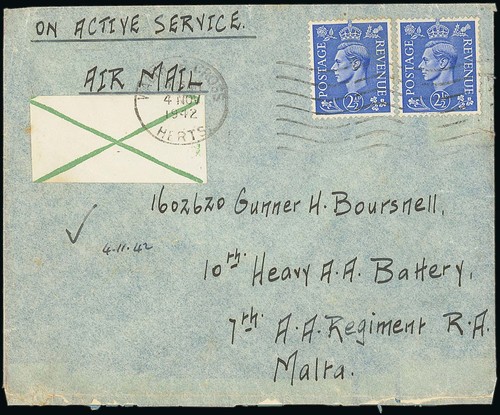 ON ACTIVE SERVICE.
POSTAGE REVENUE 2½D
POSTAGE REVENUE 2½D
AIR MAIL
4 NOV
1942
HERTS
1602620 Gunner H. Boursnell,
4.11.42
10th. Heavy A.A. Battery,
7th. A.A. Regiment R.A.
Malta.